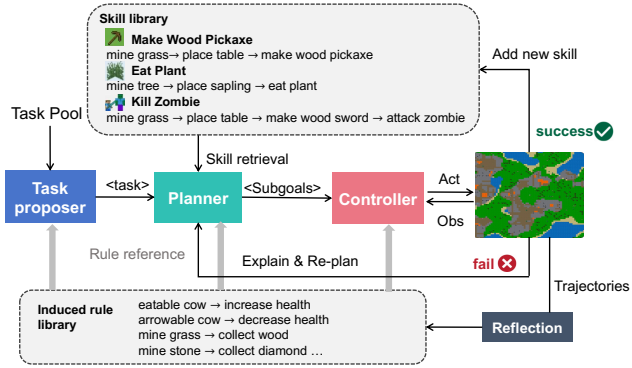 Skill library
Make Wood Pickaxe
mine grass→ place table → make wood pickaxe
Eat Plant
mine tree → place sapling → eat plant
Kill Zombie
mine grass → place table → make wood sword → attack zombie
Add new skill
Task Pool
success
Skill retrieval
Task proposer
<task>
Planner
<Subgoals>
Controller
Act
Obs
Rule reference
Explain & Re-plan
fail
Trajectories
Induced rule library
eatable cow → increase health
arrowable cow → decrease health
mine grass → collect wood
mine stone → collect diamond …
Reflection